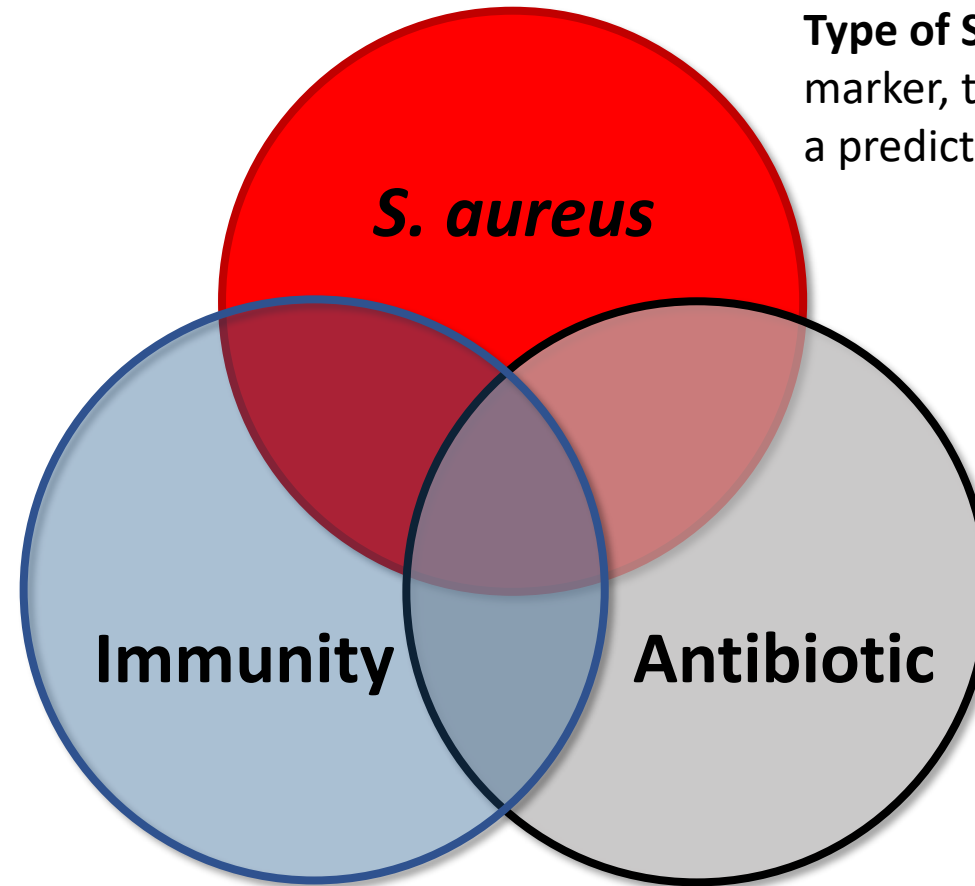 Type of S
marker, t
a predict
S. aureus
Immunity
Antibiotic